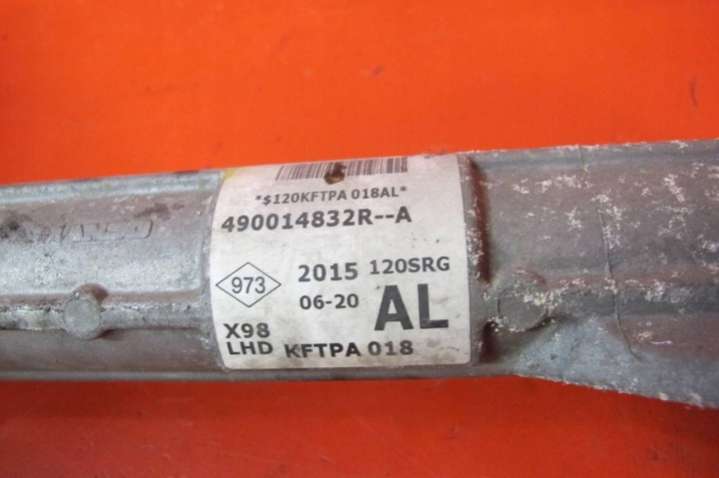 *$120KFTPA 018AL*
490014832R--A
973 2015 120SRG
06-20 AL
X98
LHD KFTPA 018